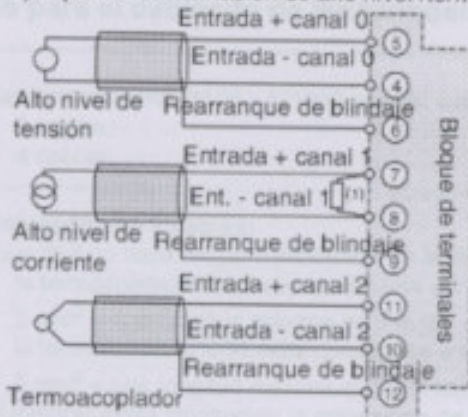 Entrada + canal 0
5
Entrada - canal 0
4
Alto nivel de
tensión
Rearranque de blindaje
6
Entrada + canal 1
7
Ent. - canal 1
(1)
8
Alto nivel de
corriente
Rearranque de blindaje
9
Entrada + canal 2
11
Entrada - canal 2
10
Rearranque de blindaje
Termoacoplador
12
Bloque de terminales